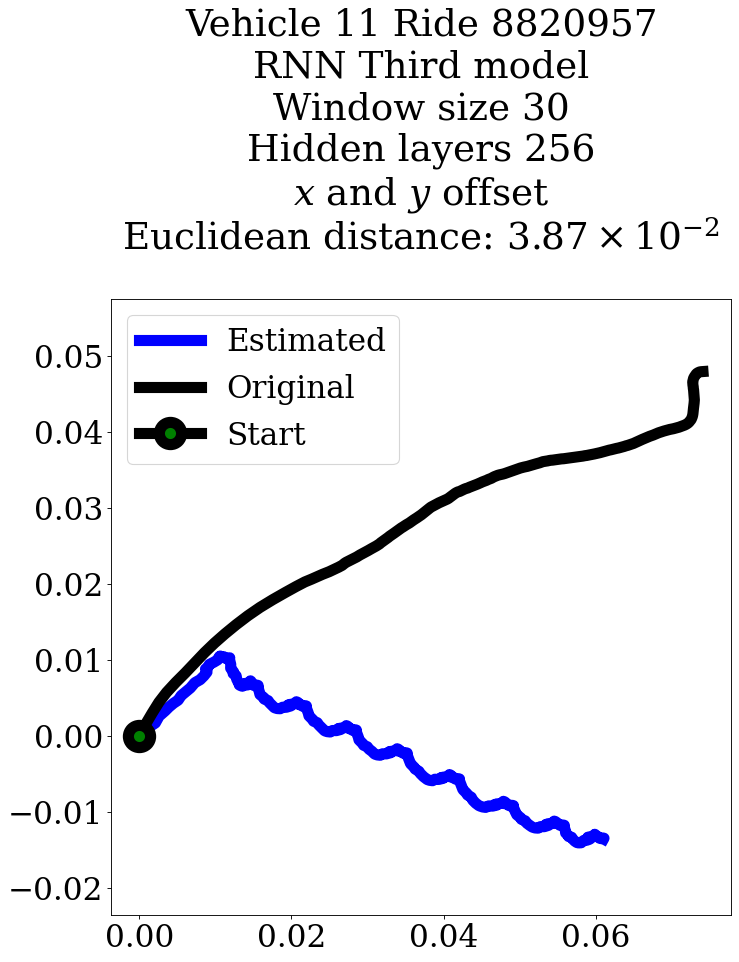 Vehicle 11 Ride 8820957
RNN Third model
Window size 30
Hidden layers 256
x and y offset
Euclidean distance: 3.87 × 10⁻²
Estimated
Original
Start
0.05
0.04
0.03
0.02
0.01
0.00
−0.01
−0.02
0.00 0.02 0.04 0.06